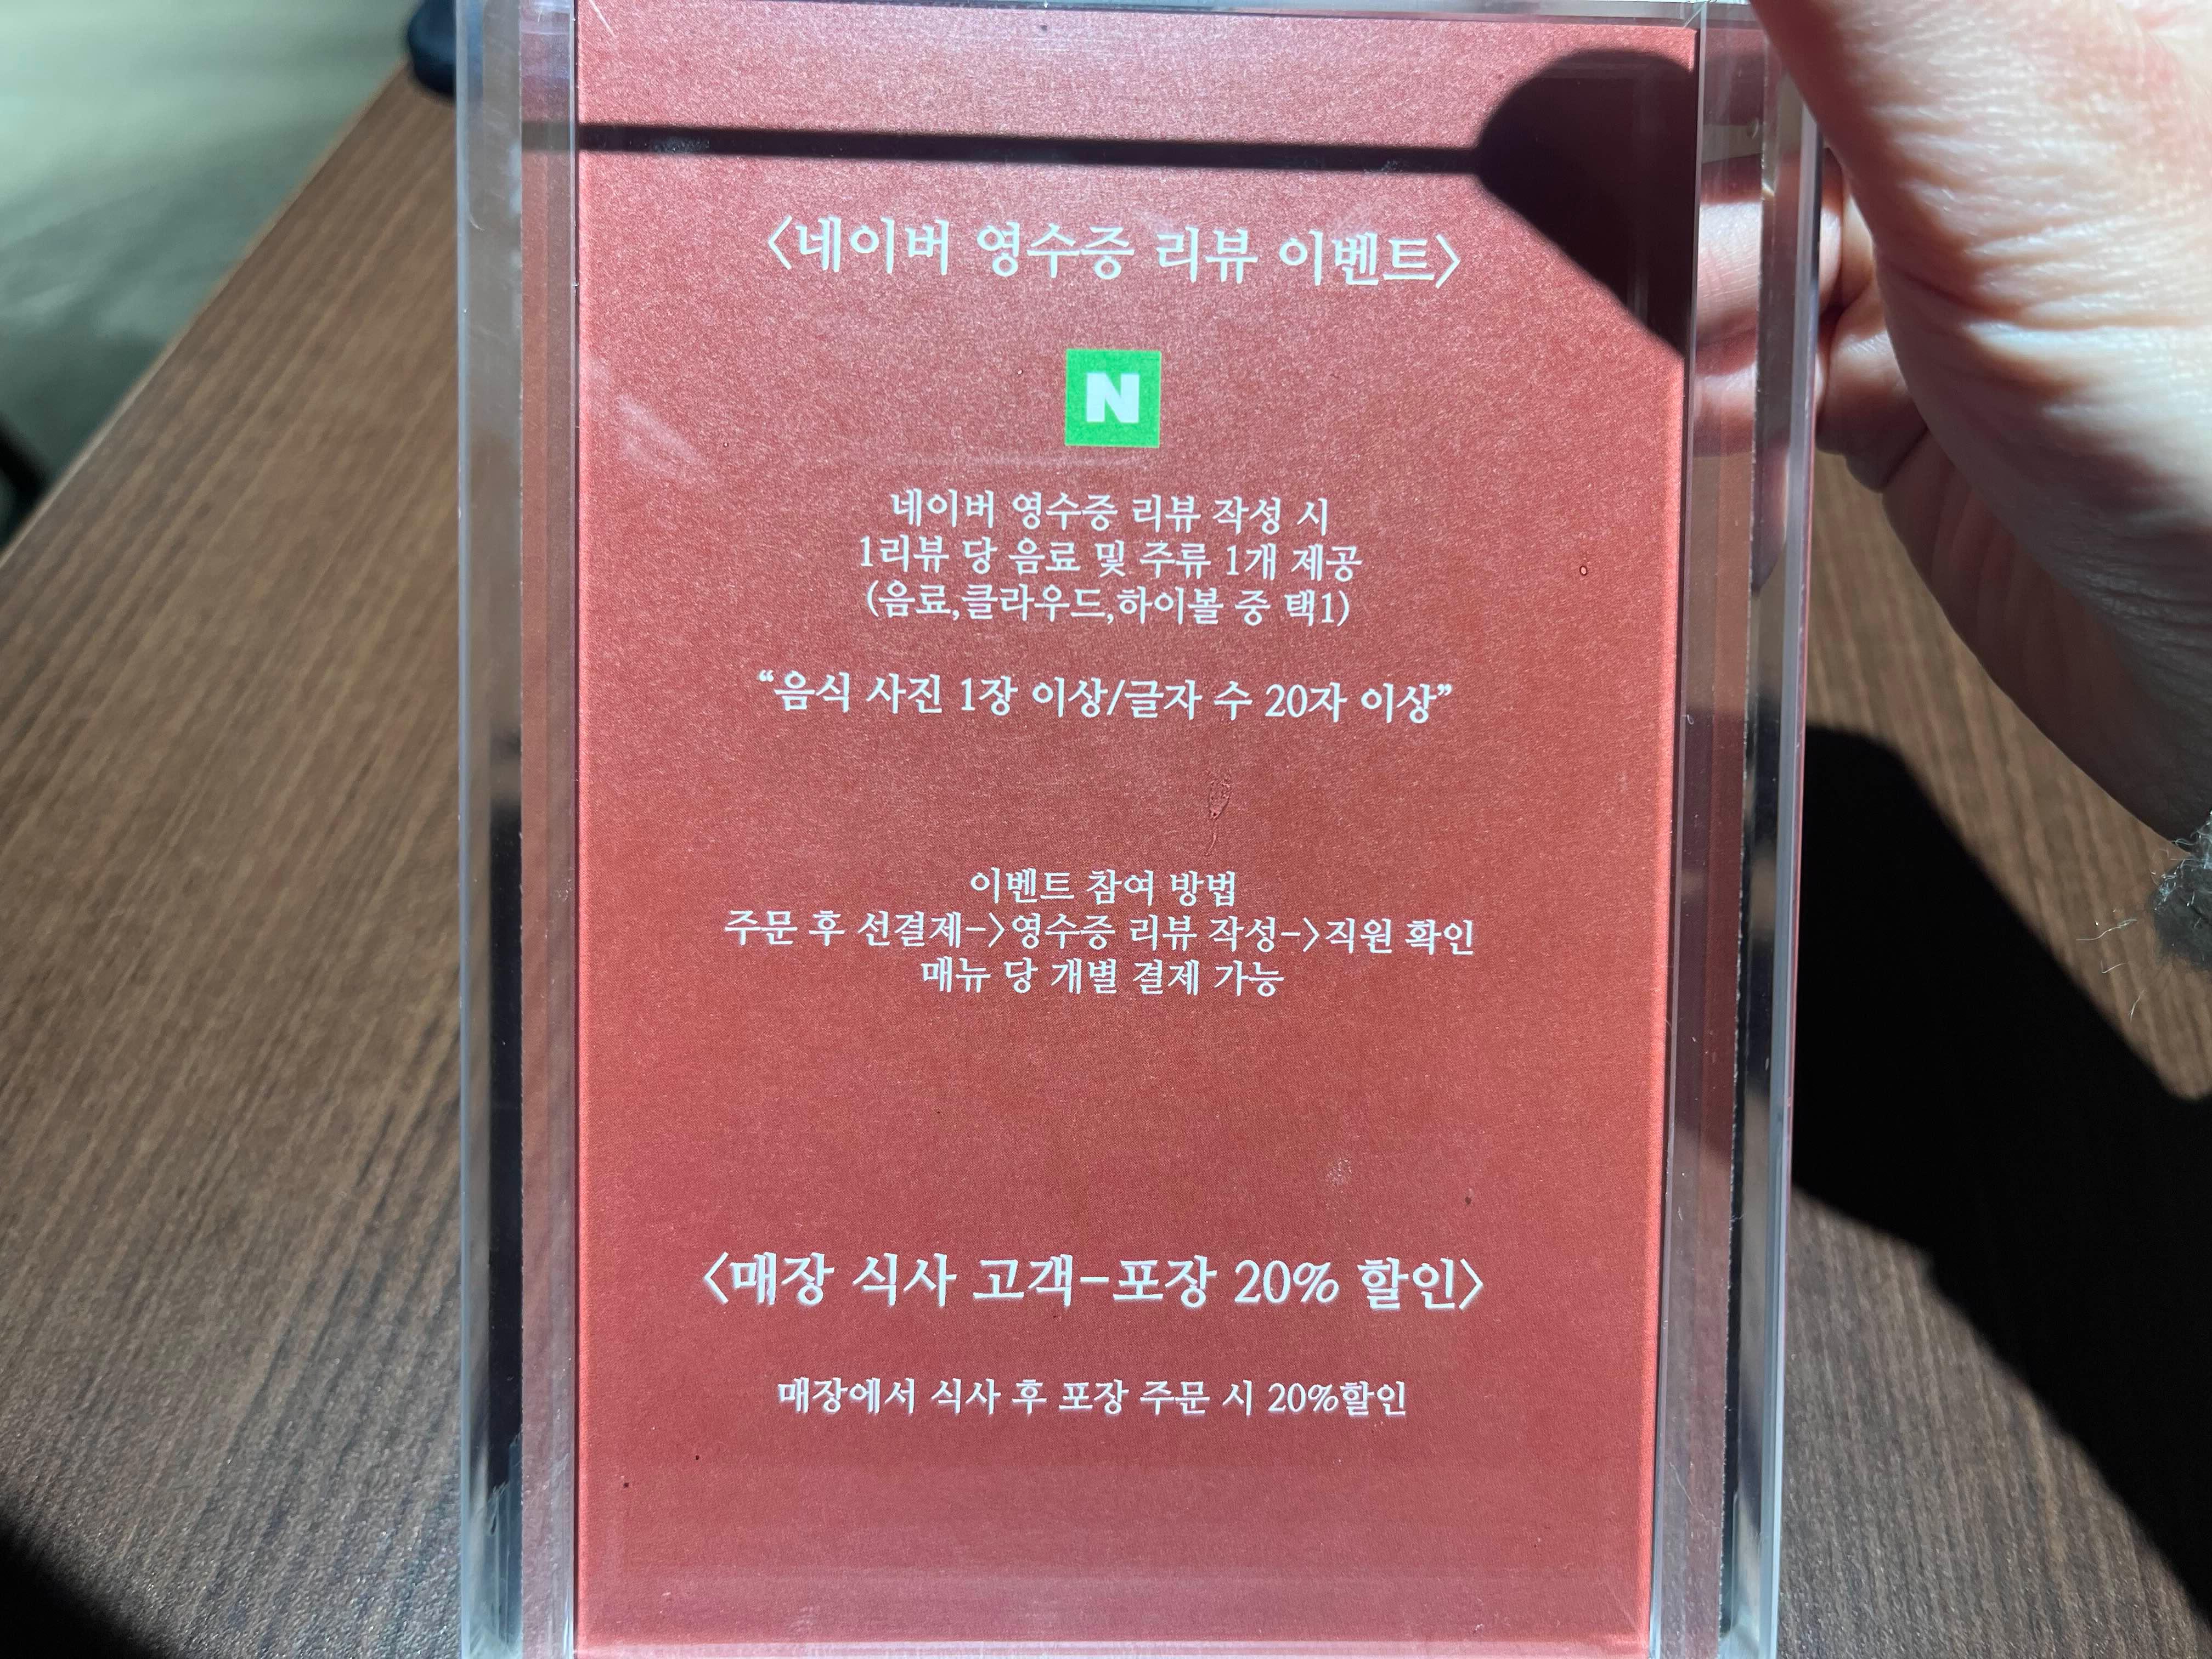 <네이버 영수증 리뷰 이벤트>
N
네이버 영수증 리뷰 작성 시
1리뷰 당 음료 및 주류 1개 제공
(음료,클라우드,하이볼 중 택1)
“음식 사진 1장 이상/글자 수 20자 이상”
이벤트 참여 방법
주문 후 선결제->영수증 리뷰 작성->직원 확인
매뉴 당 개별 결제 가능
<매장 식사 고객-포장 20% 할인>
매장에서 식사 후 포장 주문 시 20%할인